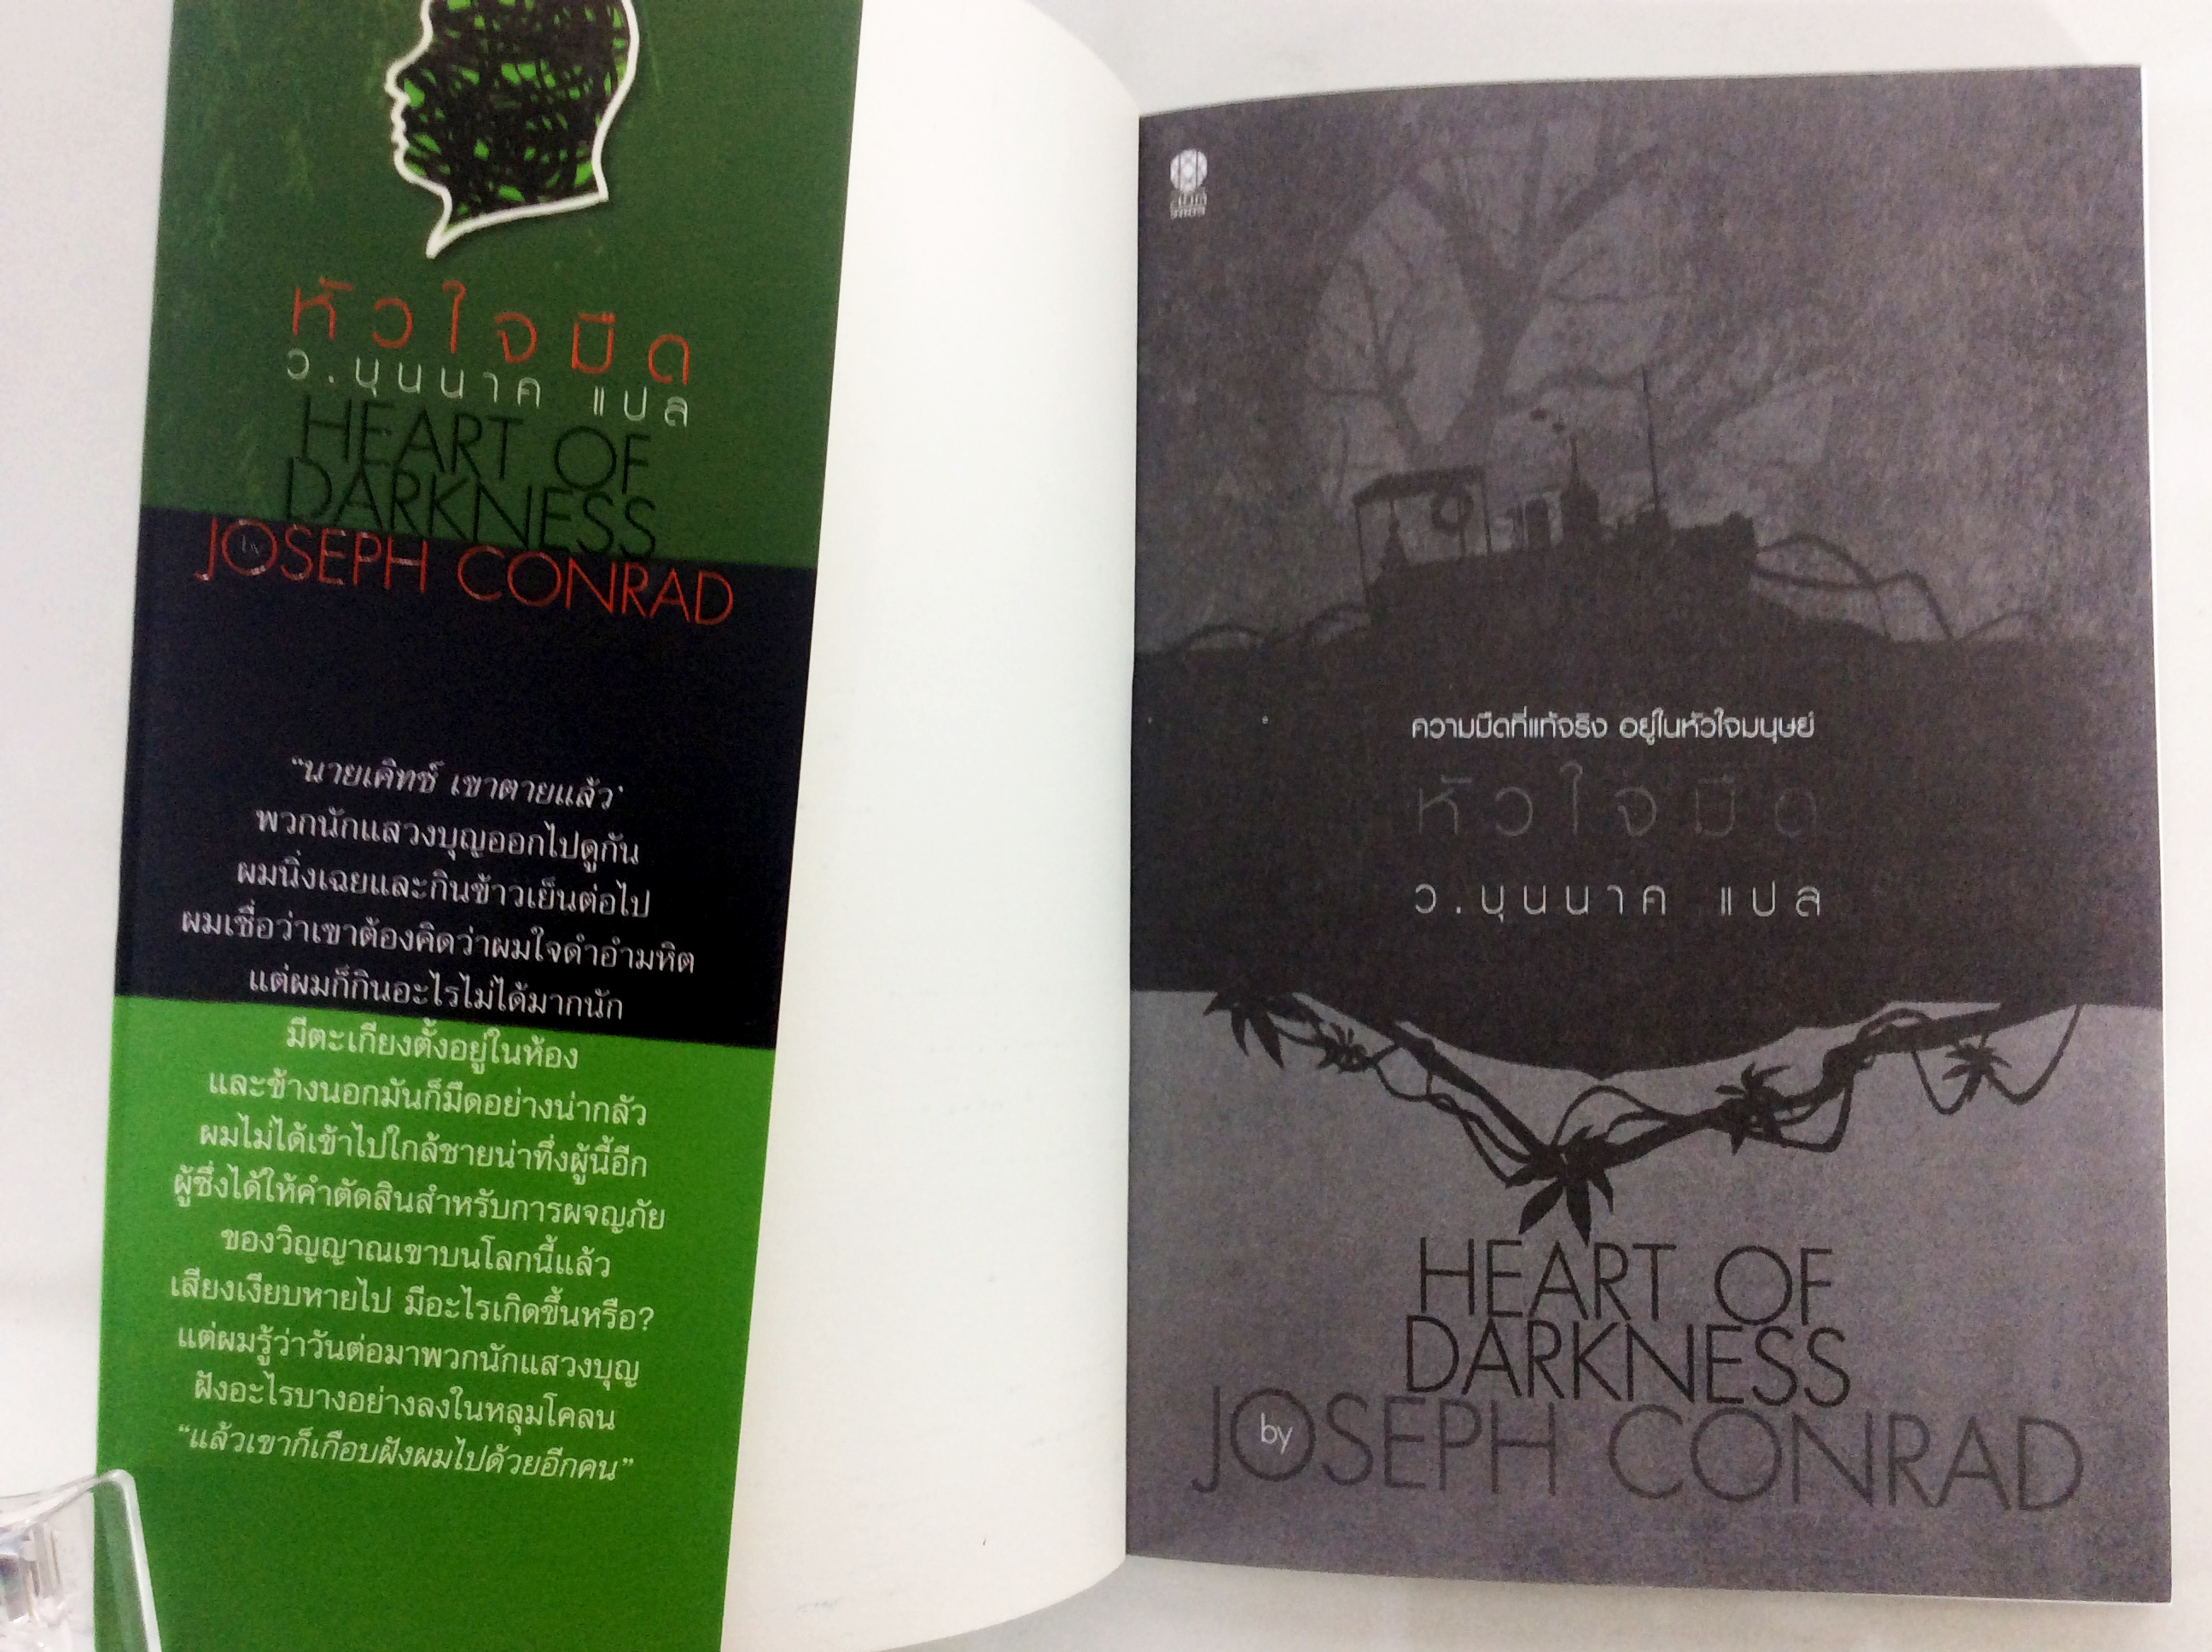 หัวใจมืด
ว.บุนนาค แปล
HEART OF
DARKNESS
by
JOSEPH CONRAD
"นายเคิทซ์ เขาตายแล้ว"
พวกนักแสวงบุญออกไปดูกัน
ผมนิ่งเฉยและกินข้าวเย็นต่อไป
ผมเชื่อว่าเขาต้องคิดว่าผมใจดำอำมหิต
แต่ผมก็กินอะไรไม่ได้มากนัก
มีตะเกียงตั้งอยู่ในห้อง
และข้างนอกมันก็มืดอย่างน่ากลัว
ผมไม่ได้เข้าไปใกล้ชายน่าทึ่งผู้นี้อีก
ผู้ซึ่งได้ให้คำตัดสินสำหรับการผจญภัย
ของวิญญาณเขาบนโลกนี้แล้ว
เสียงเงียบหายไป มีอะไรเกิดขึ้นหรือ?
แต่ผมรู้ว่าวันต่อมาพวกนักแสวงบุญ
ฝังอะไรบางอย่างลงในหลุมโคลน
"แล้วเขาก็เกือบฝังผมไปด้วยอีกคน"
ความมืดที่แท้จริง อยู่ในหัวใจมนุษย์
หัวใจมืด
ว.บุนนาค แปล
HEART OF
DARKNESS
by
JOSEPH CONRAD